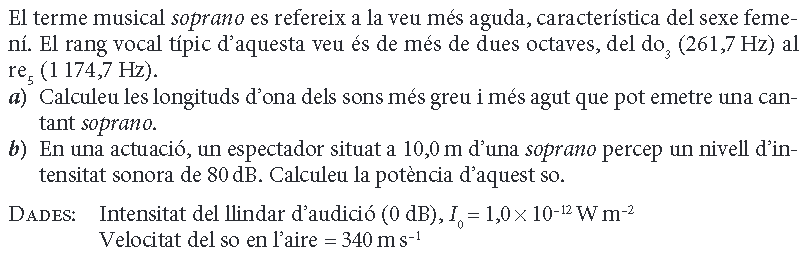 El terme musical soprano es refereix a la veu més aguda, característica del sexe feme-
ní. El rang vocal típic d’aquesta veu és de més de dues octaves, del do₃ (261,7 Hz) al
re₅ (1 174,7 Hz).
a) Calculeu les longituds d’ona dels sons més greu i més agut que pot emetre una can-
tant soprano.
b) En una actuació, un espectador situat a 10,0 m d’una soprano percep un nivell d’in-
tensitat sonora de 80 dB. Calculeu la potència d’aquest so.
DADES: Intensitat del llindar d’audició (0 dB), I₀ = 1,0 × 10⁻¹² W m⁻²
Velocitat del so en l’aire = 340 m s⁻¹